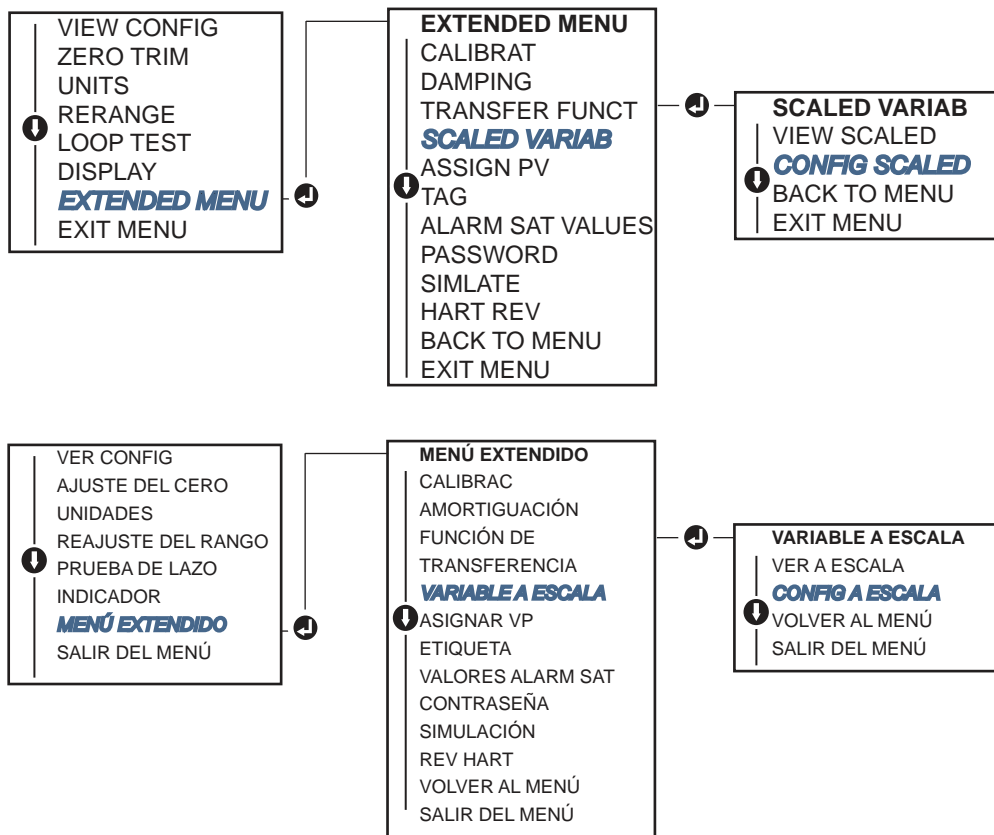 VIEW CONFIG
ZERO TRIM
UNITS
RERANGE
LOOP TEST
DISPLAY
EXTENDED MENU
EXIT MENU
EXTENDED MENU
CALIBRAT
DAMPING
TRANSFER FUNCT
SCALED VARIAB
ASSIGN PV
TAG
ALARM SAT VALUES
PASSWORD
SIMLATE
HART REV
BACK TO MENU
EXIT MENU
SCALED VARIAB
VIEW SCALED
CONFIG SCALED
BACK TO MENU
EXIT MENU
VER CONFIG
AJUSTE DEL CERO
UNIDADES
REAJUSTE DEL RANGO
PRUEBA DE LAZO
INDICADOR
MENÚ EXTENDIDO
SALIR DEL MENÚ
MENÚ EXTENDIDO
CALIBRAC
AMORTIGUACIÓN
FUNCIÓN DE
TRANSFERENCIA
VARIABLE A ESCALA
ASIGNAR VP
ETIQUETA
VALORES ALARM SAT
CONTRASEÑA
SIMULACIÓN
REV HART
VOLVER AL MENÚ
SALIR DEL MENÚ
VARIABLE A ESCALA
VER A ESCALA
CONFIG A ESCALA
VOLVER AL MENÚ
SALIR DEL MENÚ